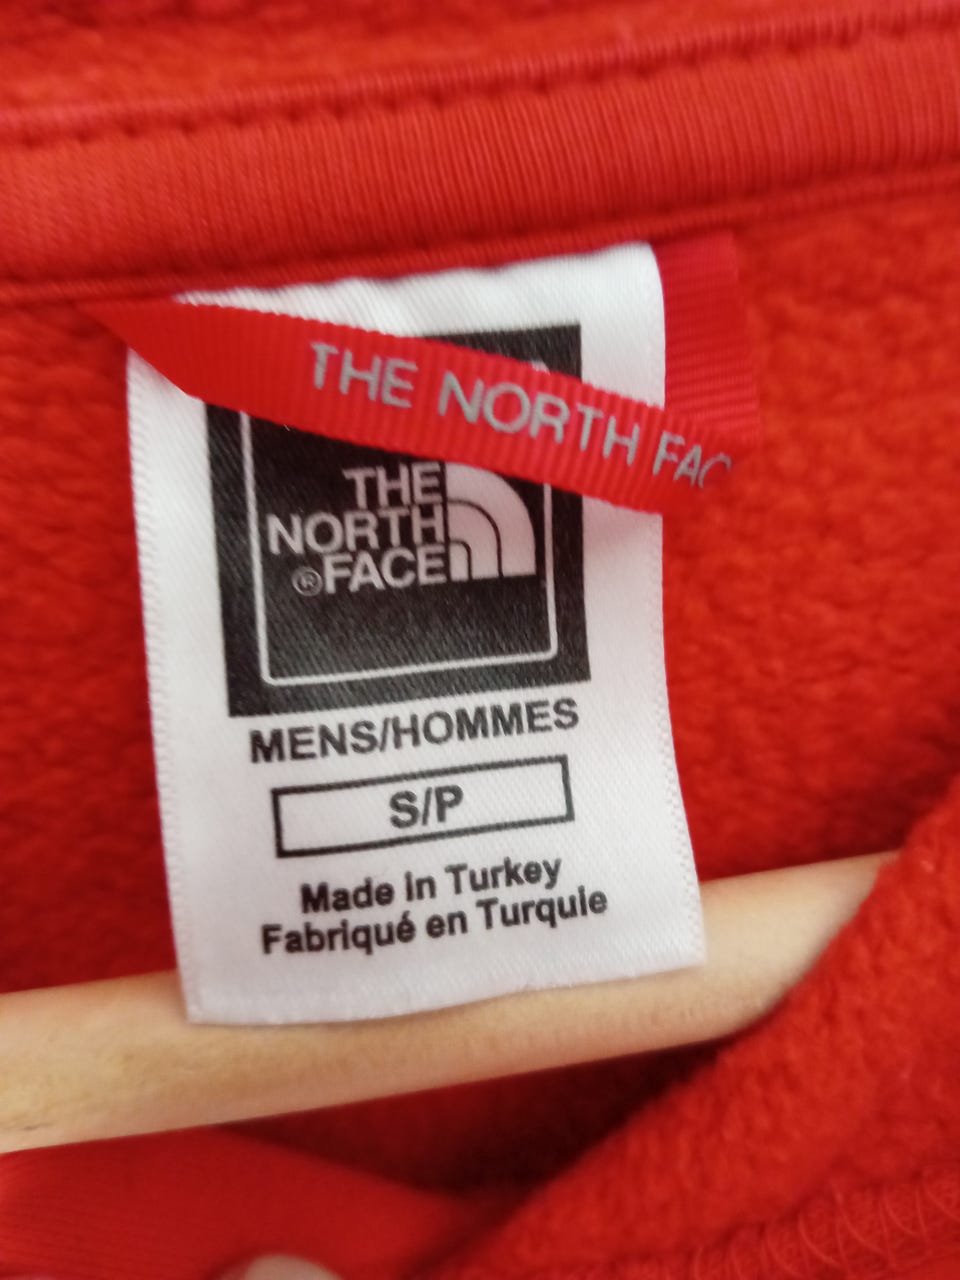 THE NORTH FAC
THE
NORTH
®FACE
MENS/HOMMES
S/P
Made in Turkey
Fabriqué en Turquie